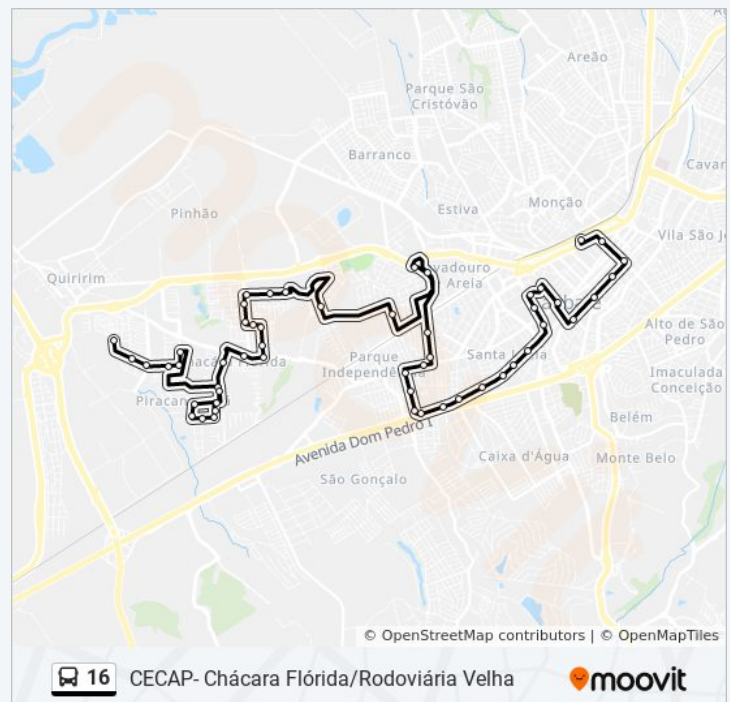 Areão
Parque São
Cristóvão
Barranco
Estiva
Monção
Pinhão
Quiririm
Vila São
Areia
Alto de São
Pedro
Santa
Parque
Imaculada
Conceição
Belém
Avenida Dom Pedro I
Caixa d'Água
Monte Belo
São Gonçalo
© OpenStreetMap contributors | © OpenMapTiles
16 CECAP- Chácara Flórida/Rodoviária Velha
moovit